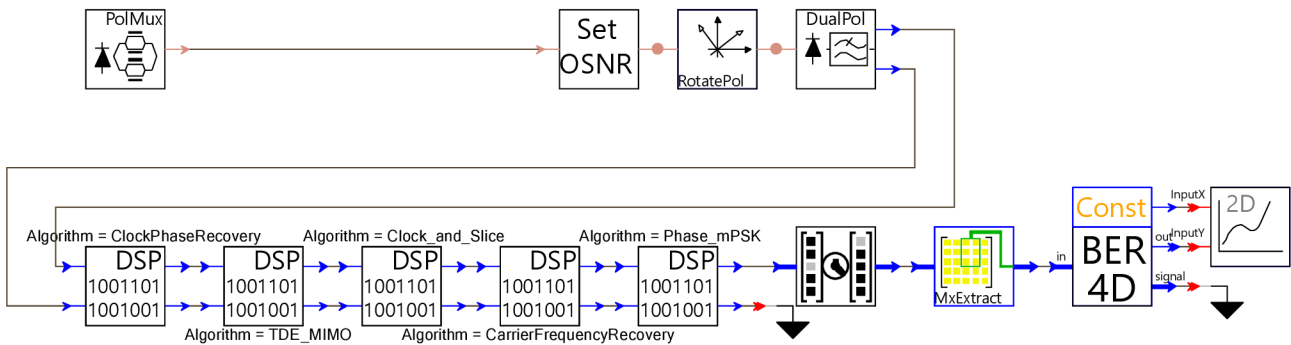 PolMux
Set
OSNR
RotatePol
DualPol
Algorithm = ClockPhaseRecovery
Algorithm = Clock_and_Slice
Algorithm = Phase_mPSK
DSP
1001101
1001001
DSP
1001101
1001001
DSP
1001101
1001001
DSP
1001101
1001001
DSP
1001101
1001001
Algorithm = TDE_MIMO
Algorithm = CarrierFrequencyRecovery
MxExtract
in
Const
BER
4D
out
signal
InputX
InputY
2D